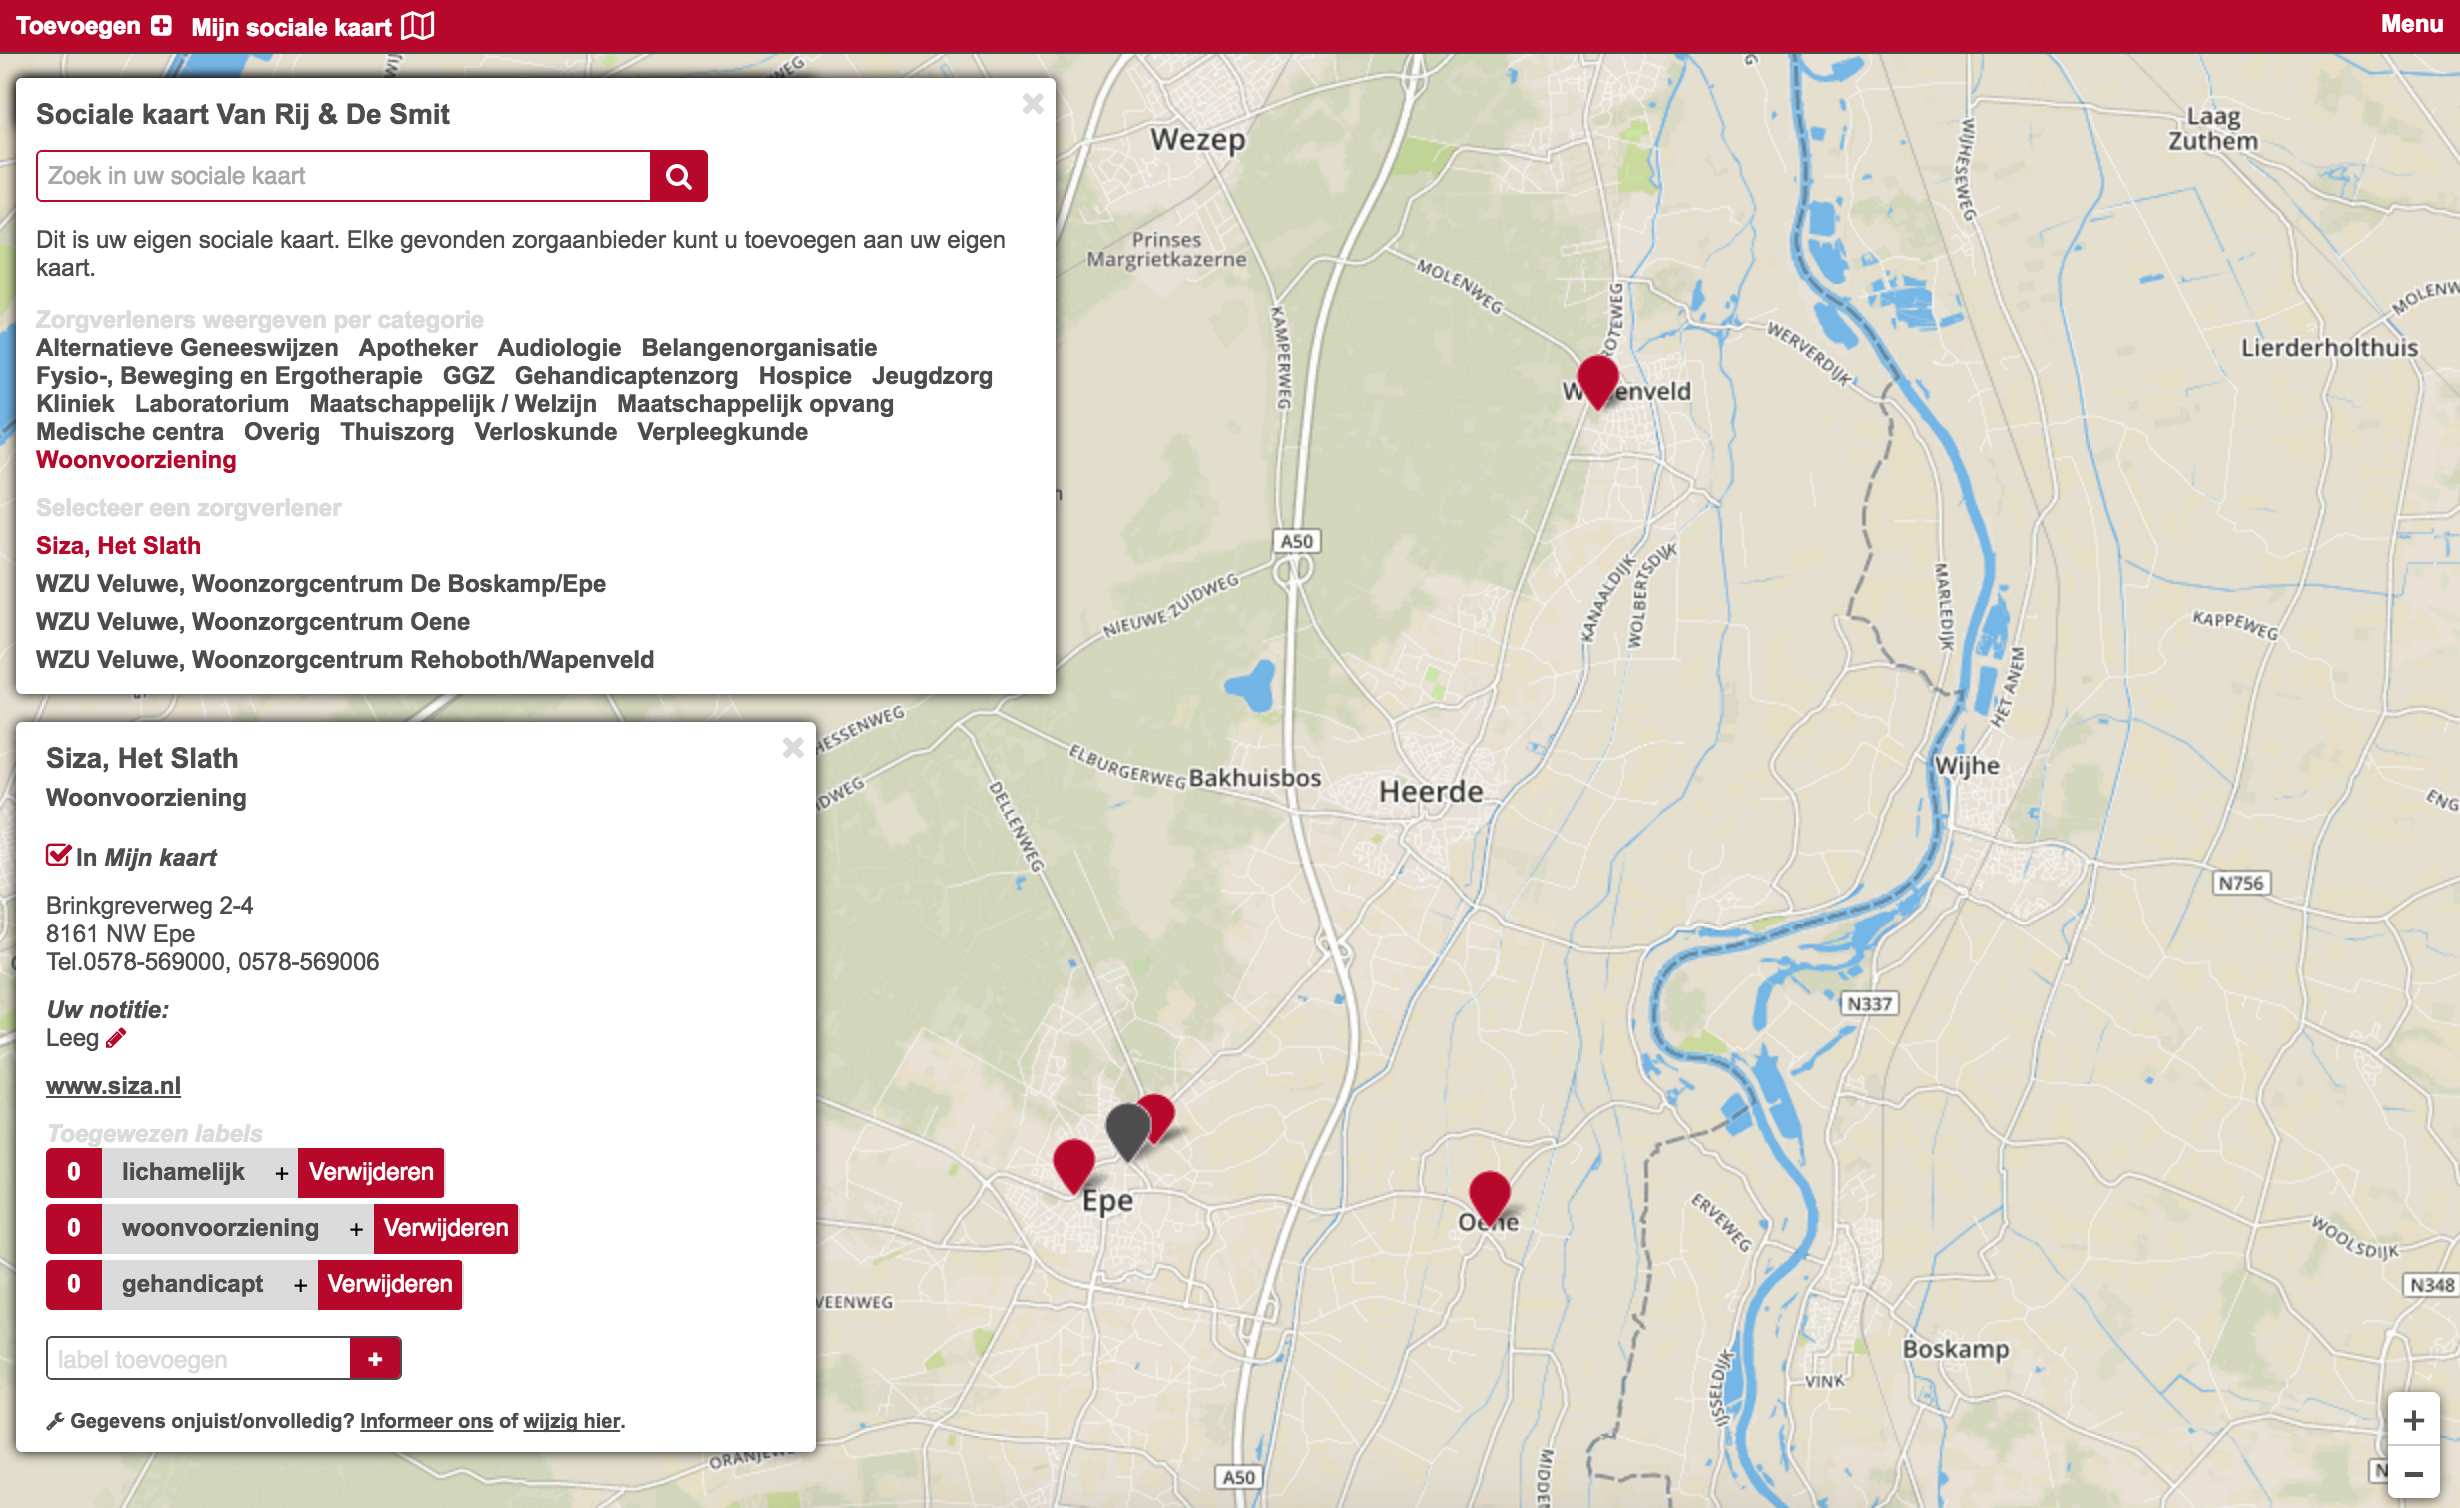 Toevoegen
Mijn sociale kaart
Menu
Sociale kaart Van Rij & De Smit
Zoek in uw sociale kaart
Dit is uw eigen sociale kaart. Elke gevonden zorgaanbieder kunt u toevoegen aan uw eigen
kaart.
Zorgverleners weergeven per categorie
Alternatieve Geneeswijzen Apotheker Audiologie Belangenorganisatie
Fysio-, Beweging en Ergotherapie GGZ Gehandicaptenzorg Hospice Jeugdzorg
Kliniek Laboratorium Maatschappelijk / Welzijn Maatschappelijk opvang
Medische centra Overig Thuiszorg Verloskunde Verpleegkunde
Woonvoorziening
Selecteer een zorgverlener
Siza, Het Slath
WZU Veluwe, Woonzorgcentrum De Boskamp/Epe
WZU Veluwe, Woonzorgcentrum Oene
WZU Veluwe, Woonzorgcentrum Rehoboth/Wapenveld
Siza, Het Slath
Woonvoorziening
In Mijn kaart
Brinkgreverweg 2-4
8161 NW Epe
Tel.0578-569000, 0578-569006
Uw notitie:
Leeg
www.siza.nl
Toegewezen labels
0 lichamelijk + Verwijderen
0 woonvoorziening + Verwijderen
0 gehandicapt + Verwijderen
label toevoegen +
Gegevens onjuist/onvolledig? Informeer ons of wijzig hier.
Wezep
Laag
Zuthem
Prinses
Margrietkazerne
WIJHESEWEG
MOLENWEG
KAMPERWEG
WERVERDIJK
Lierderholthuis
A50
NIEUWE ZUIDWEG
KANAALDIJK
WOLBERTSDIJK
MARLEDIJK
KAPPEWEG
HET ANEM
HESSENWEG
ELBURGERWEG
Bakhuisbos
Heerde
Wijhe
DELLENWEG
N756
N337
Epe
Oene
ERVEWEG
WOOLSDIJK
N348
VEENWEG
Boskamp
VINK
IJSSELDIJK
A50
+
−